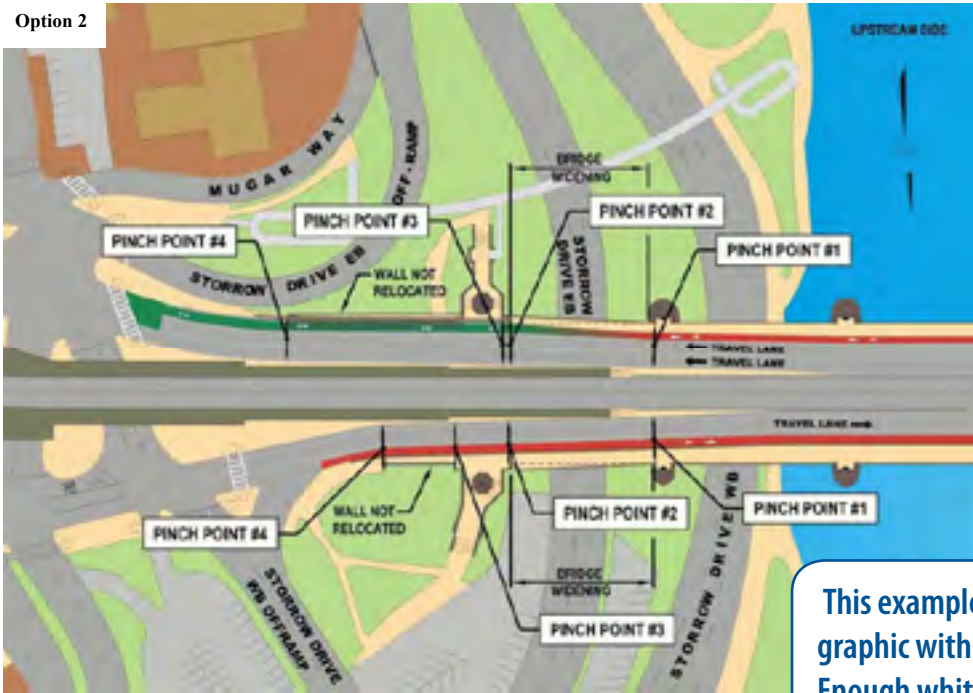 Option 2
UPSTREAM SIDE
MUGAR WAY
OFF-RAMP
BRIDGE
WIDENING
PINCH POINT #3
PINCH POINT #2
PINCH POINT #4
PINCH POINT #1
STORROW DRIVE EB
WALL NOT
RELOCATED
STORROW
DRIVE EB
TRAVEL LANE
TRAVEL LANE
TRAVEL LANE
PINCH POINT #4
WALL NOT
RELOCATED
PINCH POINT #2
PINCH POINT #1
STORROW DRIVE WB
BRIDGE
WIDENING
PINCH POINT #3
STORROW DRIVE
WB OFFRAMP
This example
graphic with
Enough whit